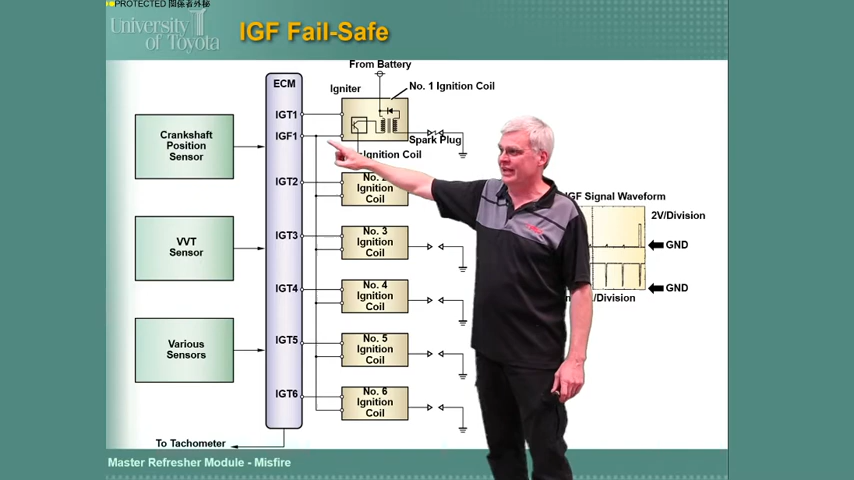 PROTECTED 関係者外秘
University of Toyota
IGF Fail-Safe
From Battery
ECM
Igniter
No. 1 Ignition Coil
IGT1
IGF1
Crankshaft
Position
Sensor
Spark Plug
Ignition Coil
IGT2
No. 2
Ignition
Coil
IGF Signal Waveform
2V/Division
GND
VVT
Sensor
IGT3
No. 3
Ignition
Coil
IGT4
No. 4
Ignition
Coil
GND
/Division
Various
Sensors
IGT5
No. 5
Ignition
Coil
IGT6
No. 6
Ignition
Coil
To Tachometer
Master Refresher Module - Misfire